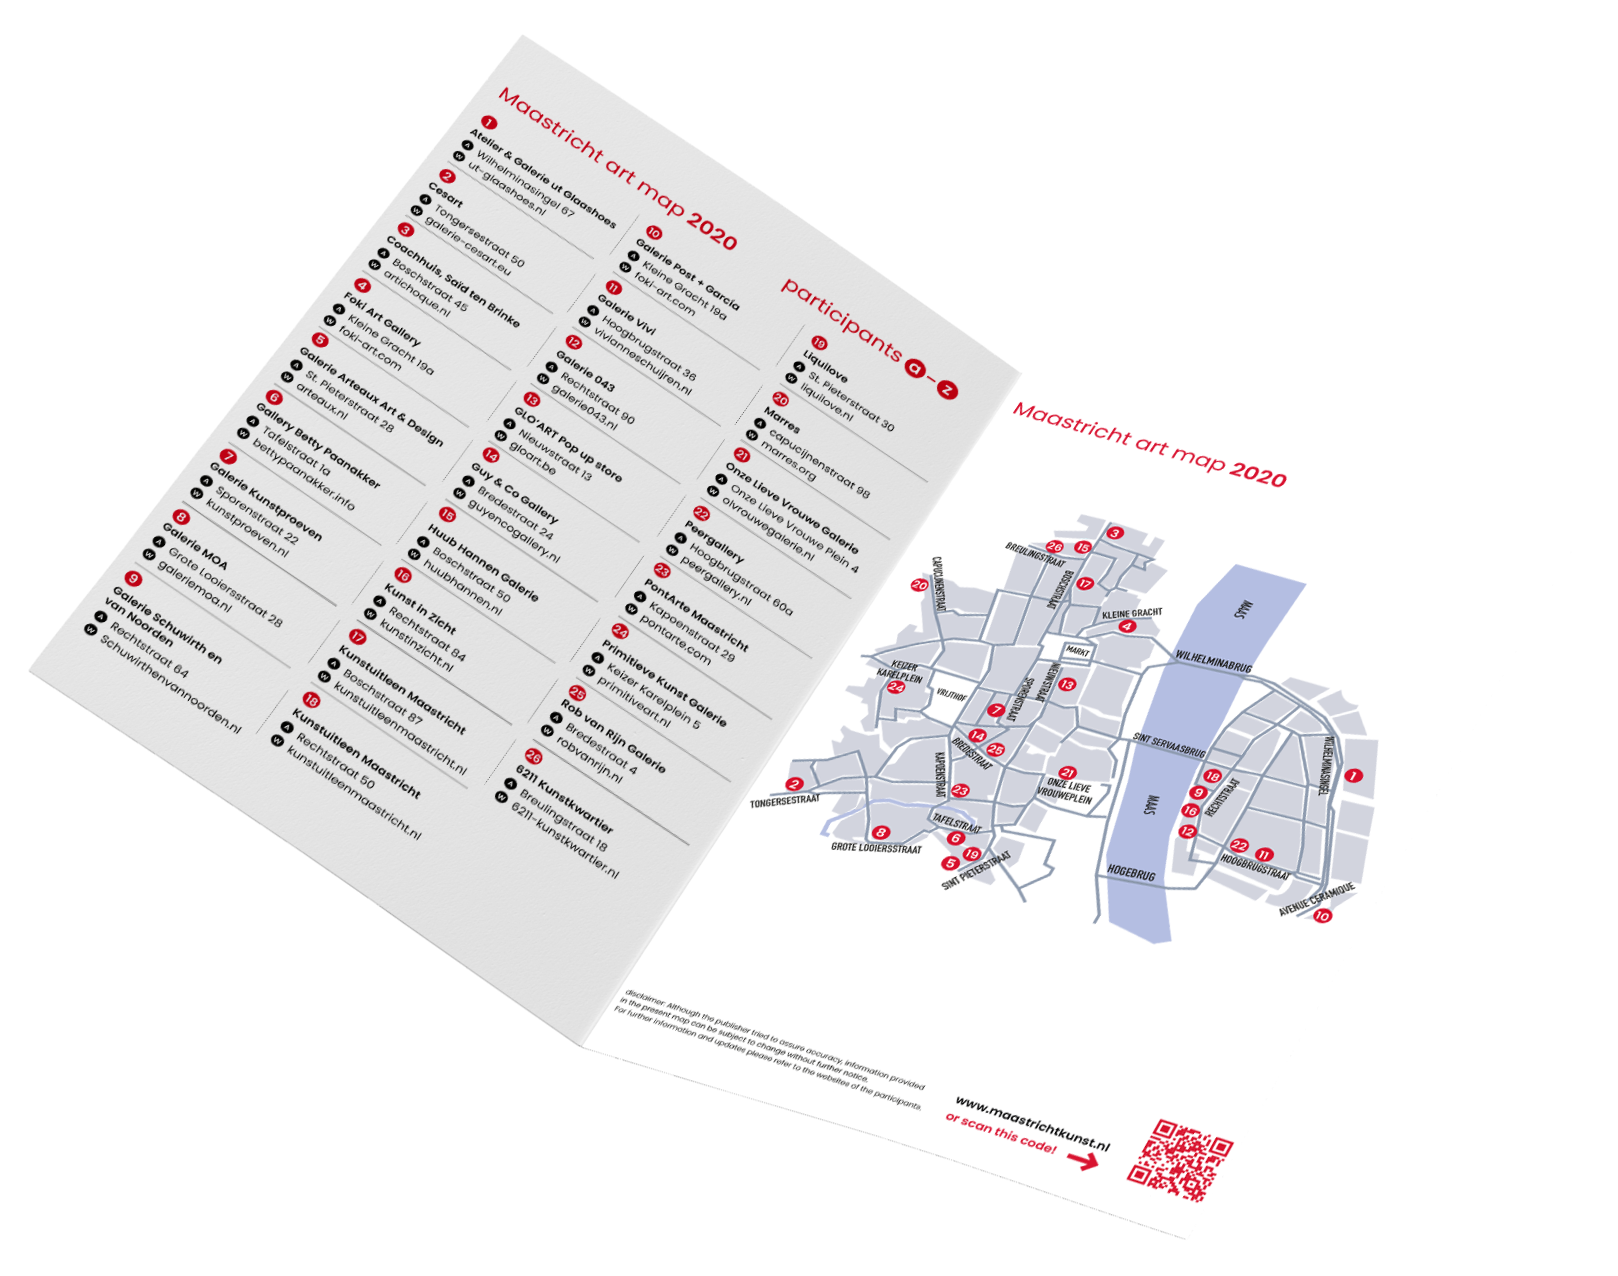 Maastricht art map 2020
participants a-z
1
Atelier & Galerie ut Glaashoes
A Wilhelminasingel 67
W ut-glaashoes.nl
2
Cesart
A Tongersestraat 50
W galerie-cesart.eu
3
Coachhuis, Saïd ten Brinke
A Boschstraat 45
W artichoque.nl
4
Foki Art Gallery
A Kleine Gracht 19a
W foki-art.com
5
Galerie Arteaux Art & Design
A St. Pieterstraat 28
W arteaux.nl
6
Gallery Betty Paanakker
A Tafelstraat 1a
W bettypaanakker.info
7
Galerie Kunstproeven
A Sporenstraat 22
W kunstproeven.nl
8
Galerie MOA
A Grote Looiersstraat 28
W galeriemoa.nl
9
Galerie Schuwirth en
van Noorden
A Rechtstraat 64
W Schuwirthenvannoorden.nl
10
Galerie Post + García
A Kleine Gracht 19a
W foki-art.com
11
Galerie Vivi
A Hoogbrugstraat 36
W vivianneschuijren.nl
12
Galerie 043
A Rechtstraat 90
W galerie043.nl
13
GLO'ART Pop up store
A Nieuwstraat 13
W gloart.be
14
Guy & Co Gallery
A Bredestraat 24
W guyencogallery.nl
15
Huub Hannen Galerie
A Boschstraat 50
W huubhannen.nl
16
Kunst In Zicht
A Rechtstraat 84
W kunstinzicht.nl
17
Kunstuitleen Maastricht
A Boschstraat 87
W kunstuitleenmaastricht.nl
18
Kunstuitleen Maastricht
A Rechtstraat 50
W kunstuitleenmaastricht.nl
19
Liquilove
A St. Pieterstraat 30
W liquilove.nl
20
Marres
A capucijnenstraat 98
W marres.org
21
Onze Lieve Vrouwe Galerie
A Onze Lieve Vrouwe Plein 4
W olvrouwegalerie.nl
22
Peergallery
A Hoogbrugstraat 60a
W peergallery.nl
23
PontArte Maastricht
A Kapoenstraat 29
W pontarte.com
24
Primitieve Kunst Galerie
A Keizer Karelplein 5
W primitiveart.nl
25
Rob van Rijn Galerie
A Bredestraat 4
W robvanrijn.nl
26
6211 Kunstkwartier
A Breulingstraat 18
W 6211-kunstkwartier.nl
Maastricht art map 2020
3
26
15
BREULINGSTRAAT
CAPUCIJNENSTRAAT
20
BOSCHSTRAAT
17
KLEINE GRACHT
4
MAAS
MARKT
WILHELMINABRUG
KEIZER
KARELPLEIN
24
VRIJTHOF
SPORENSTRAAT
NIEUWSTRAAT
13
7
14
25
BREDESTRAAT
SINT SERVAASBRUG
WILHELMINASINGEL
1
KAPOENSTRAAT
21
ONZE LIEVE
VROUWEPLEIN
2
TONGERSESTRAAT
23
MAAS
18
9
RECHTSTRAAT
16
12
TAFELSTRAAT
8
6
GROTE LOOIERSSTRAAT
5
19
SINT PIETERSTRAAT
22
11
HOOGBRUGSTRAAT
HOGEBRUG
AVENUE CERAMIQUE
10
disclaimer: Although the publisher tried to assure accuracy, information provided
in the present map can be subject to change without further notice.
For further information and updates please refer to the websites of the participants.
www.maastrichtkunst.nl
or scan this code!